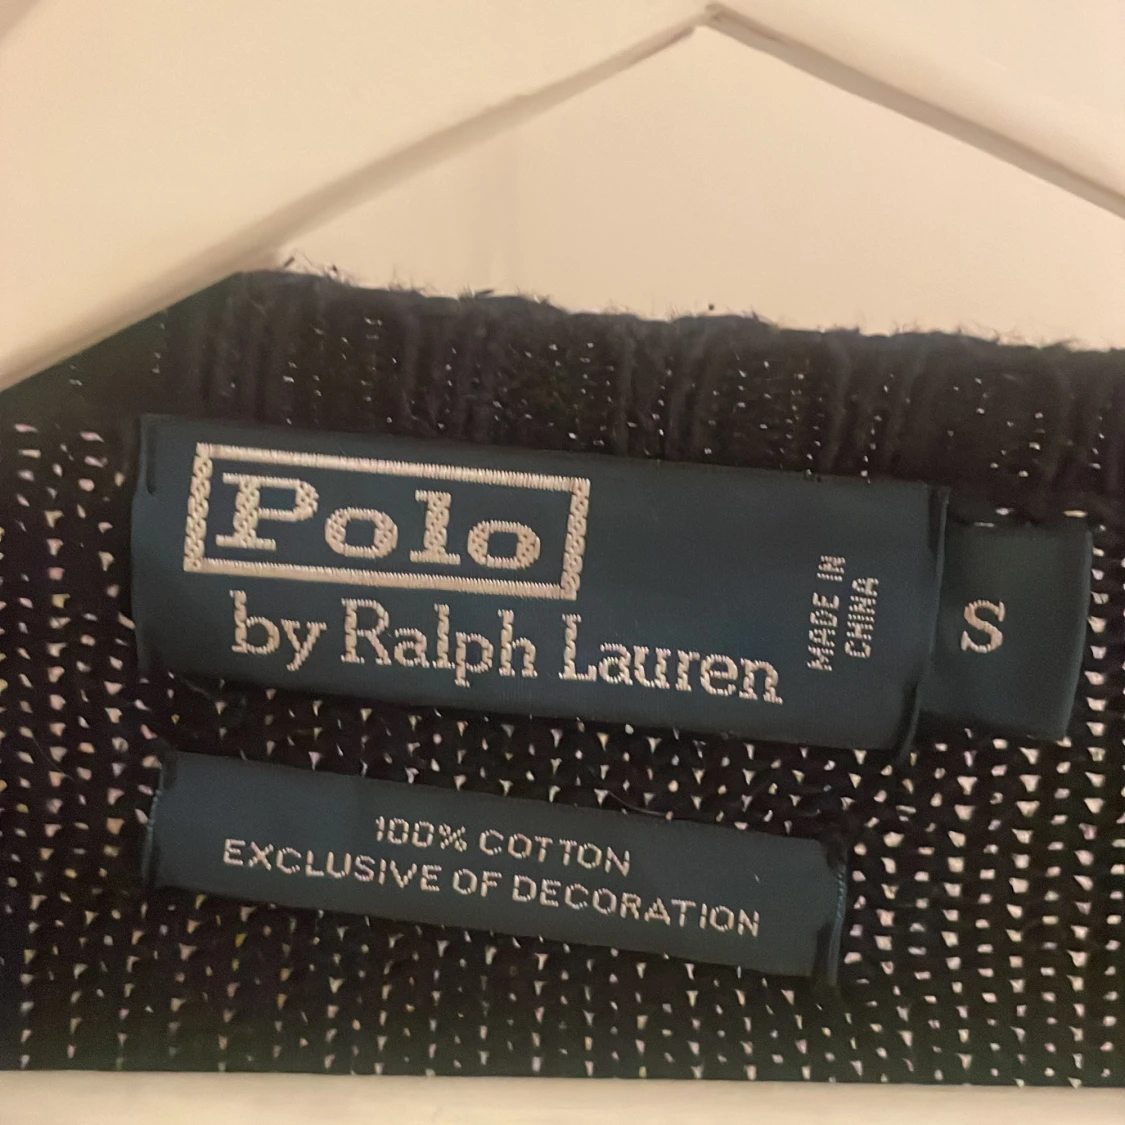 Polo
by Ralph Lauren
MADE IN
CHINA
S
100% COTTON
EXCLUSIVE OF DECORATION